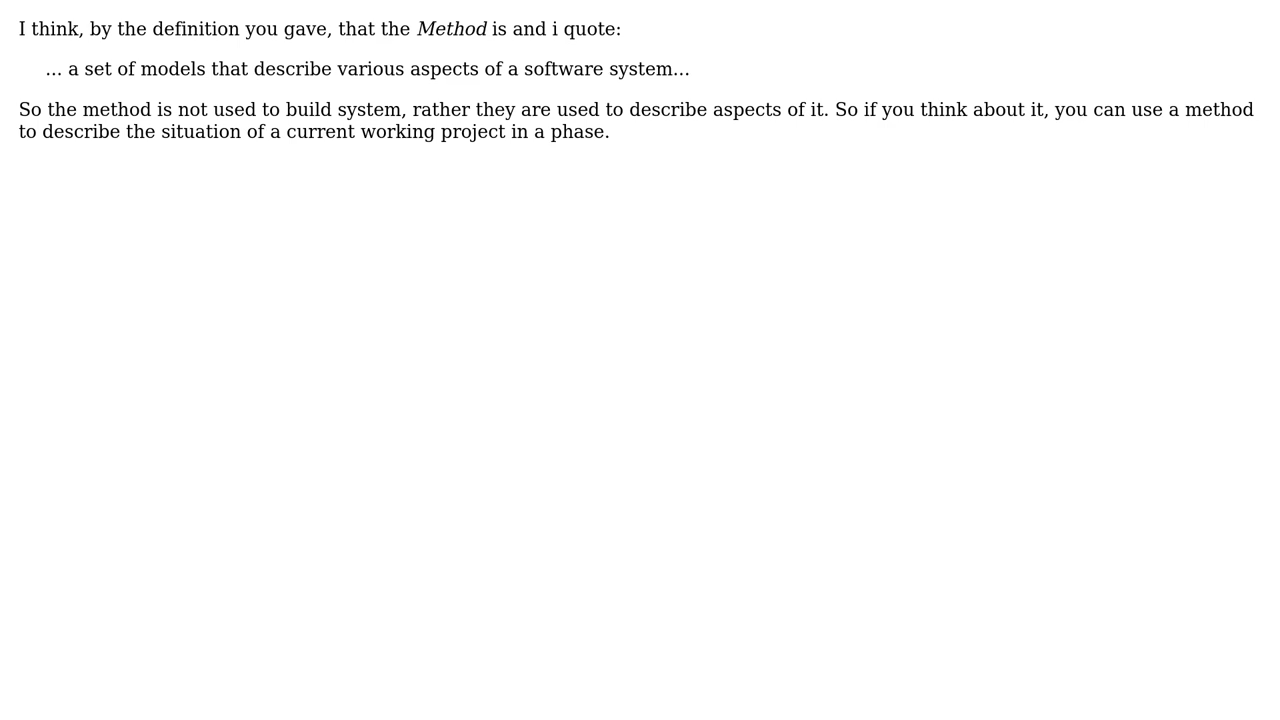 I think, by the definition you gave, that the Method is and i quote:
... a set of models that describe various aspects of a software system...
So the method is not used to build system, rather they are used to describe aspects of it. So if you think about it, you can use a method
to describe the situation of a current working project in a phase.